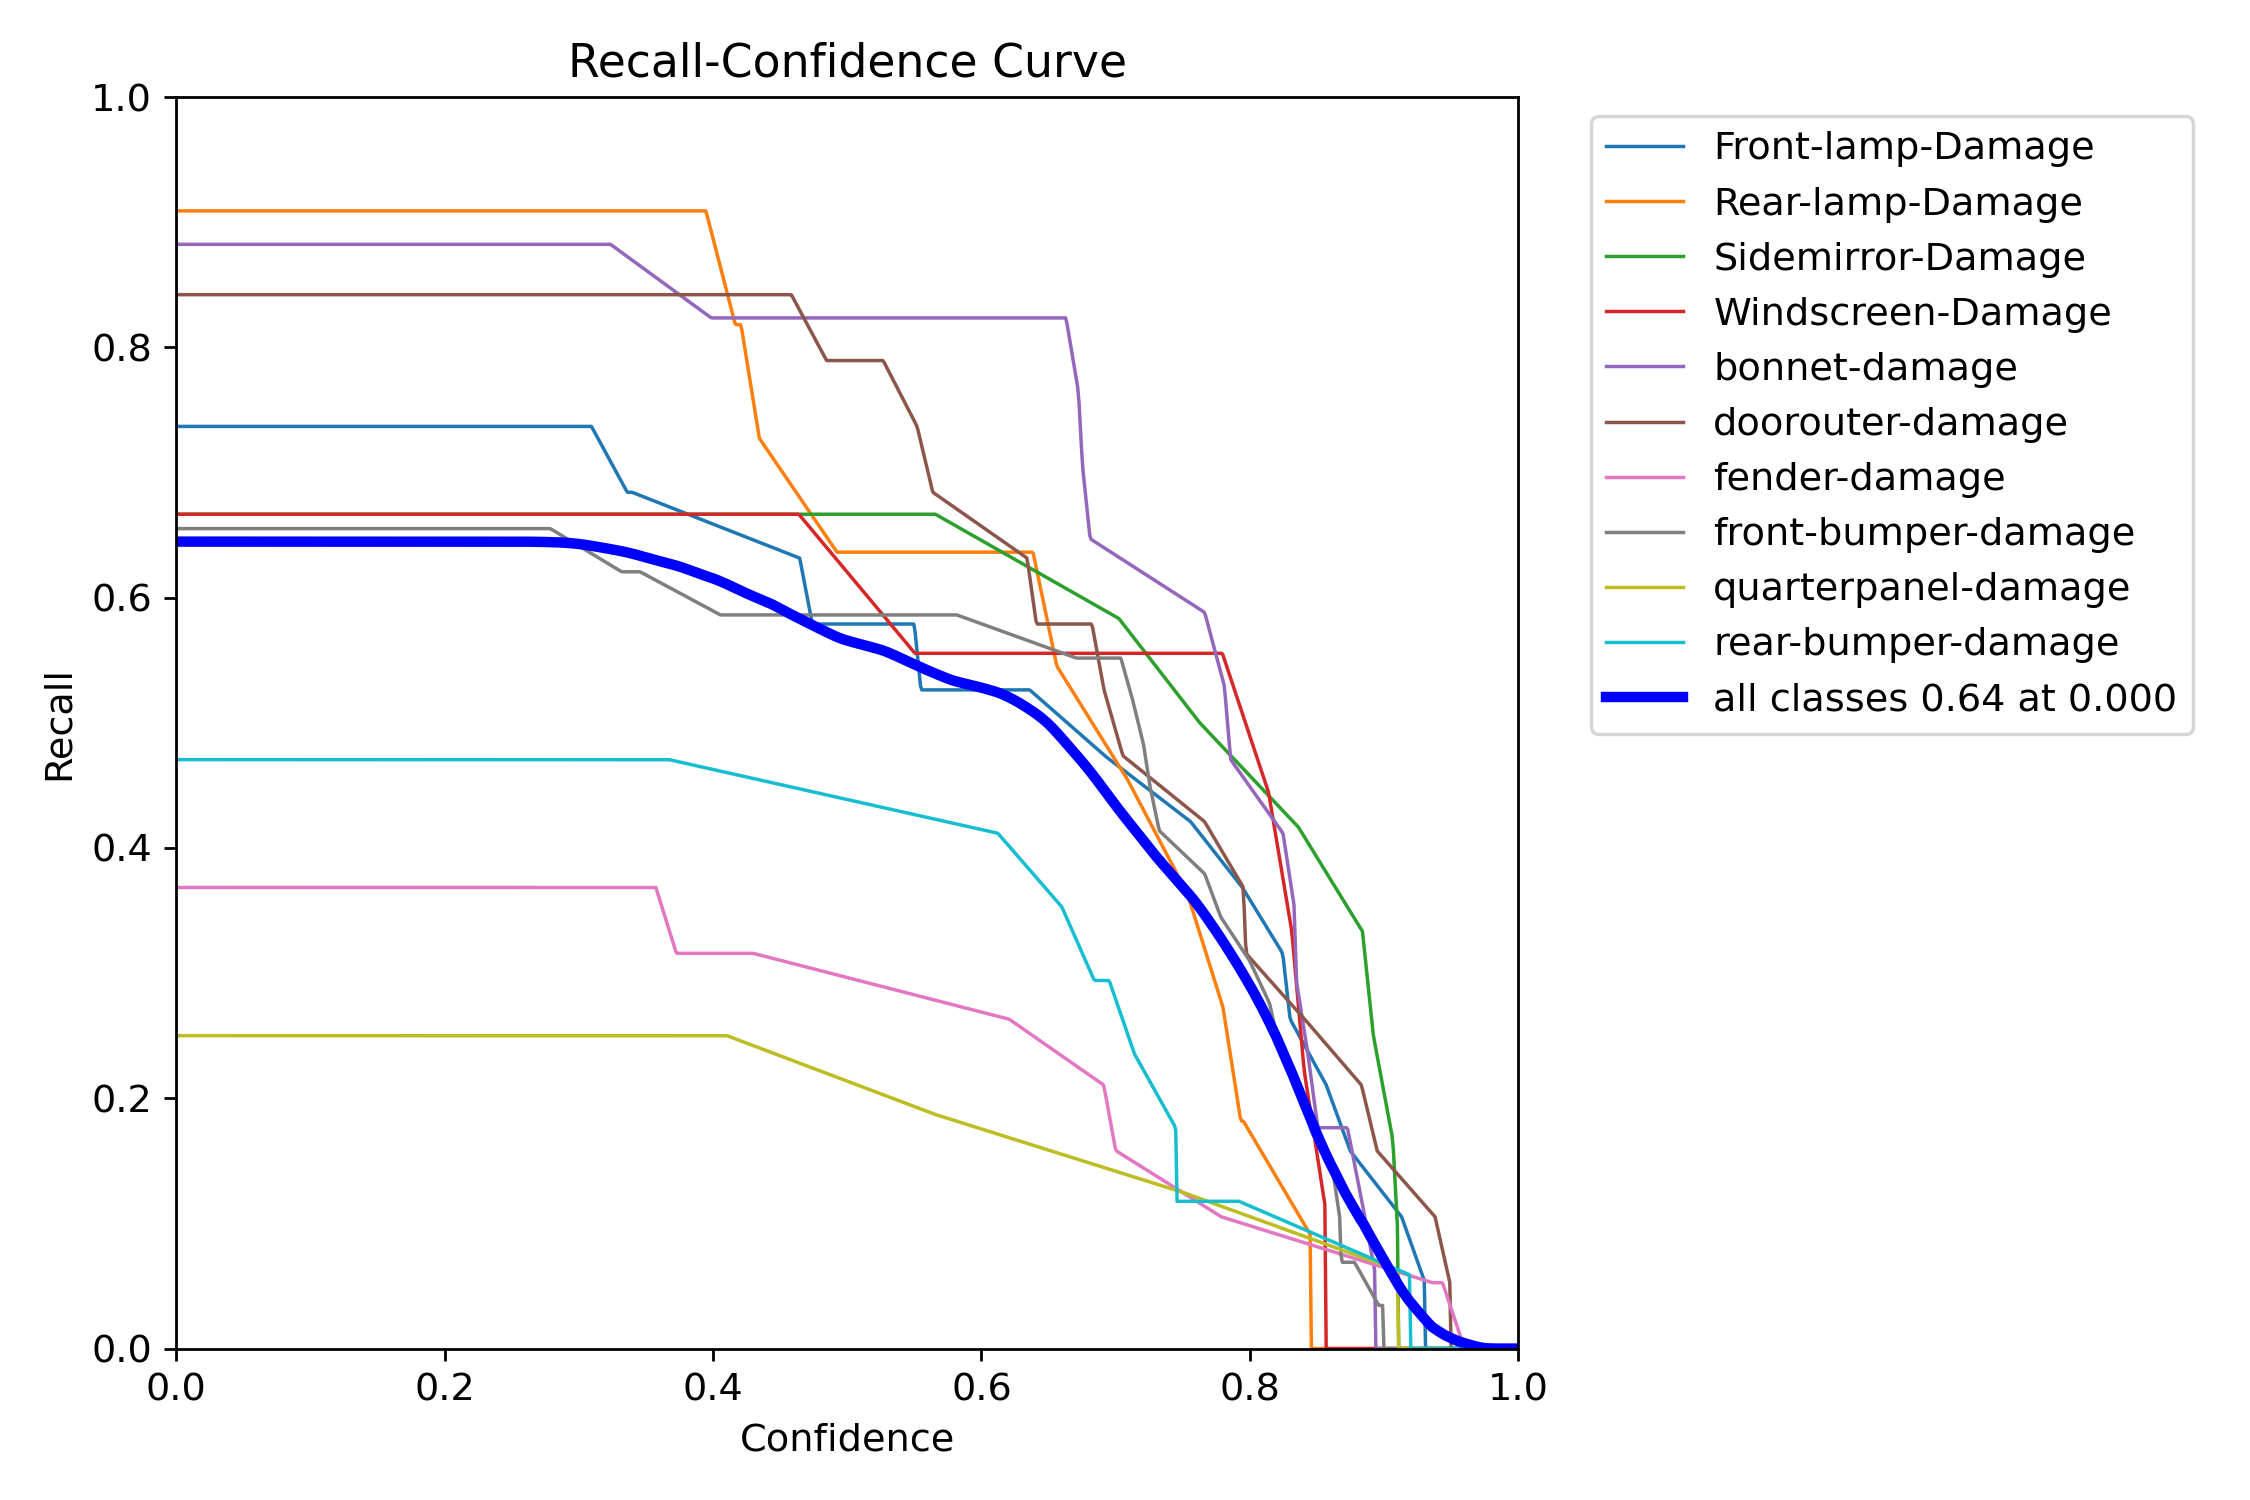 Recall-Confidence Curve
1.0
0.8
0.6
0.4
0.2
0.0
Recall
0.0 0.2 0.4 0.6 0.8 1.0
Confidence
Front-lamp-Damage
Rear-lamp-Damage
Sidemirror-Damage
Windscreen-Damage
bonnet-damage
doorouter-damage
fender-damage
front-bumper-damage
quarterpanel-damage
rear-bumper-damage
all classes 0.64 at 0.000